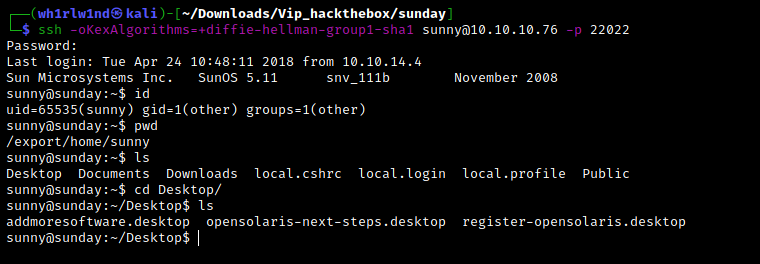 ┌──(wh1rlw1nd㉿kali)-[~/Downloads/Vip_hackthebox/sunday]
└─$ ssh -oKexAlgorithms=+diffie-hellman-group1-sha1 sunny@10.10.10.76 -p 22022
Password:
Last login: Tue Apr 24 10:48:11 2018 from 10.10.14.4
Sun Microsystems Inc.   SunOS 5.11      snv_111b        November 2008
sunny@sunday:~$ id
uid=65535(sunny) gid=1(other) groups=1(other)
sunny@sunday:~$ pwd
/export/home/sunny
sunny@sunday:~$ ls
Desktop  Documents  Downloads  local.cshrc  local.login  local.profile  Public
sunny@sunday:~$ cd Desktop/
sunny@sunday:~/Desktop$ ls
addmoresoftware.desktop  opensolaris-next-steps.desktop  register-opensolaris.desktop
sunny@sunday:~/Desktop$